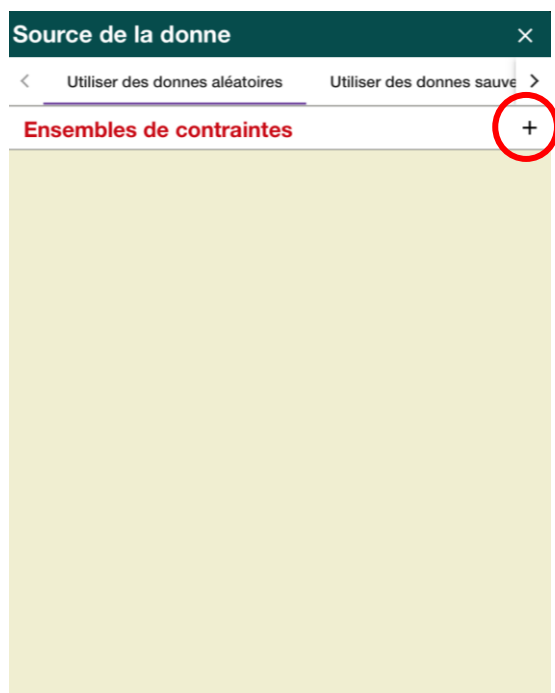 Source de la donne
Utiliser des donnes aléatoires Utiliser des donnes sauve
Ensembles de contraintes